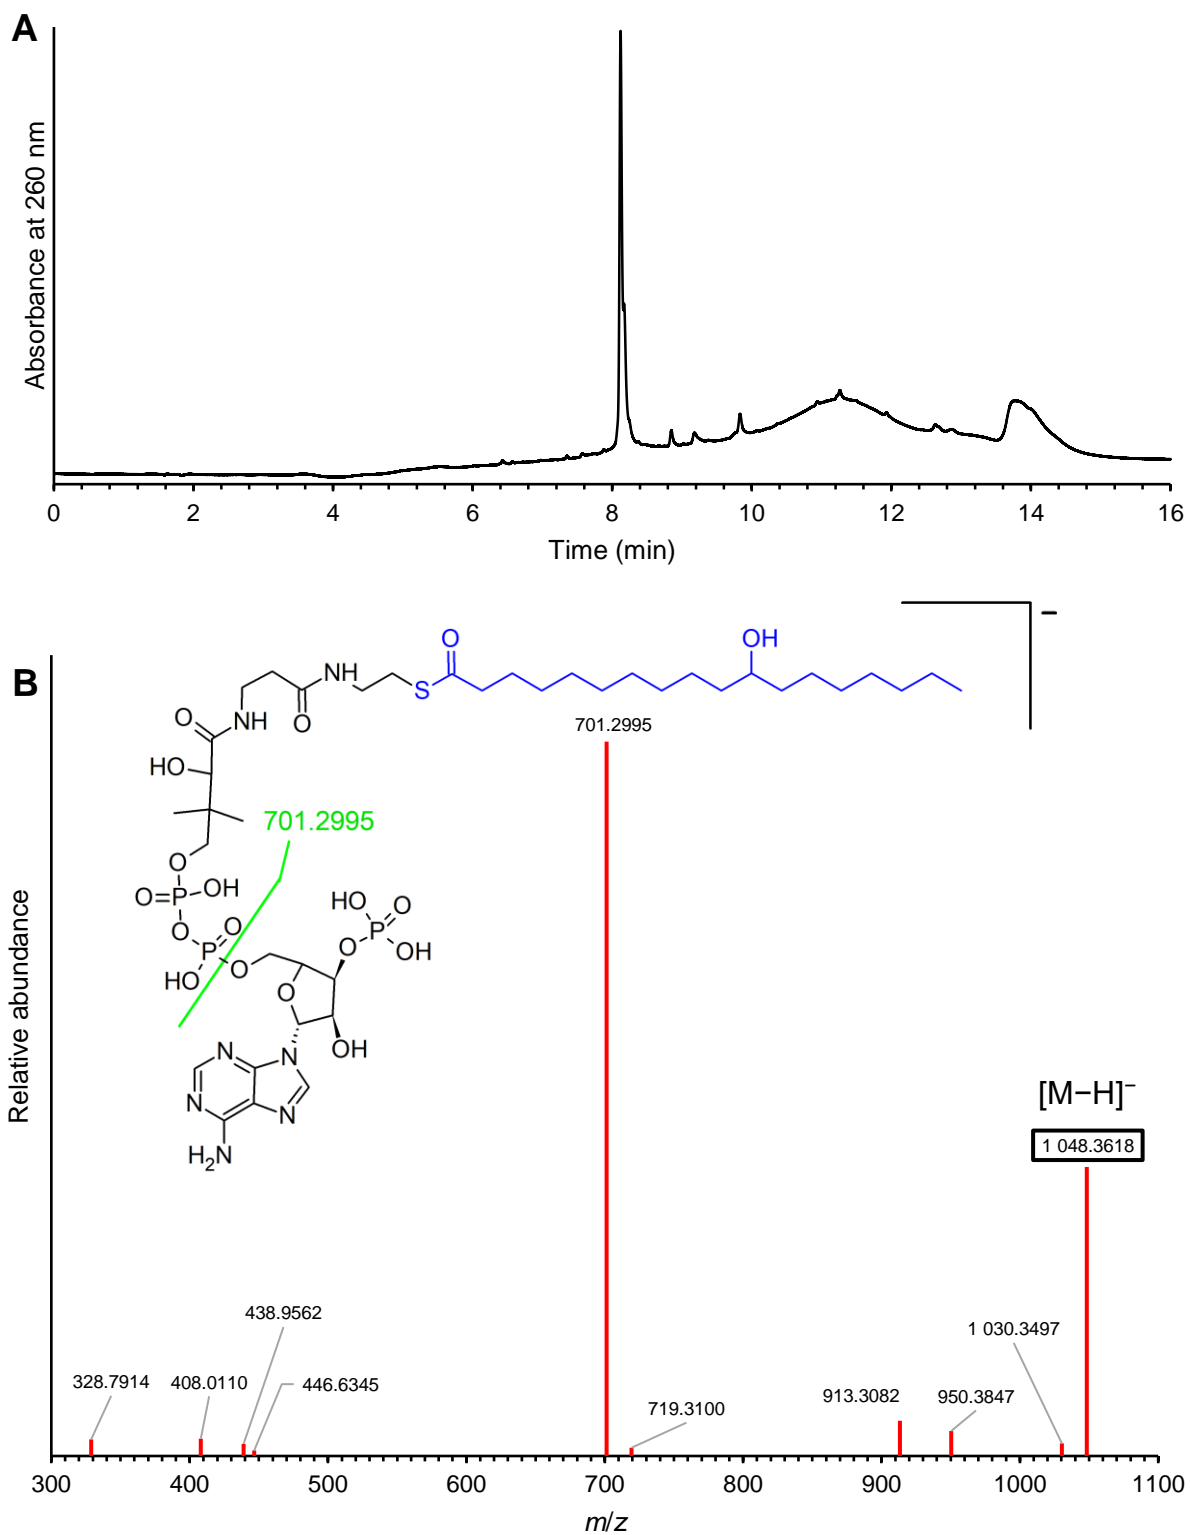 A
Absorbance at 260 nm
0 2 4 6 8 10 12 14 16
Time (min)
B
O
OH
−
NH
S
O
NH
O
701.2995
HO
701.2995
O
O=P-OH
HO
O
O
P
O
O
P
OH
HO
O
O
O
N
N
OH
N
N
H₂N
[M−H]⁻
1 048.3618
438.9562
1 030.3497
328.7914
408.0110
446.6345
913.3082
950.3847
719.3100
Relative abundance
300 400 500 600 700 800 900 1000 1100
m/z